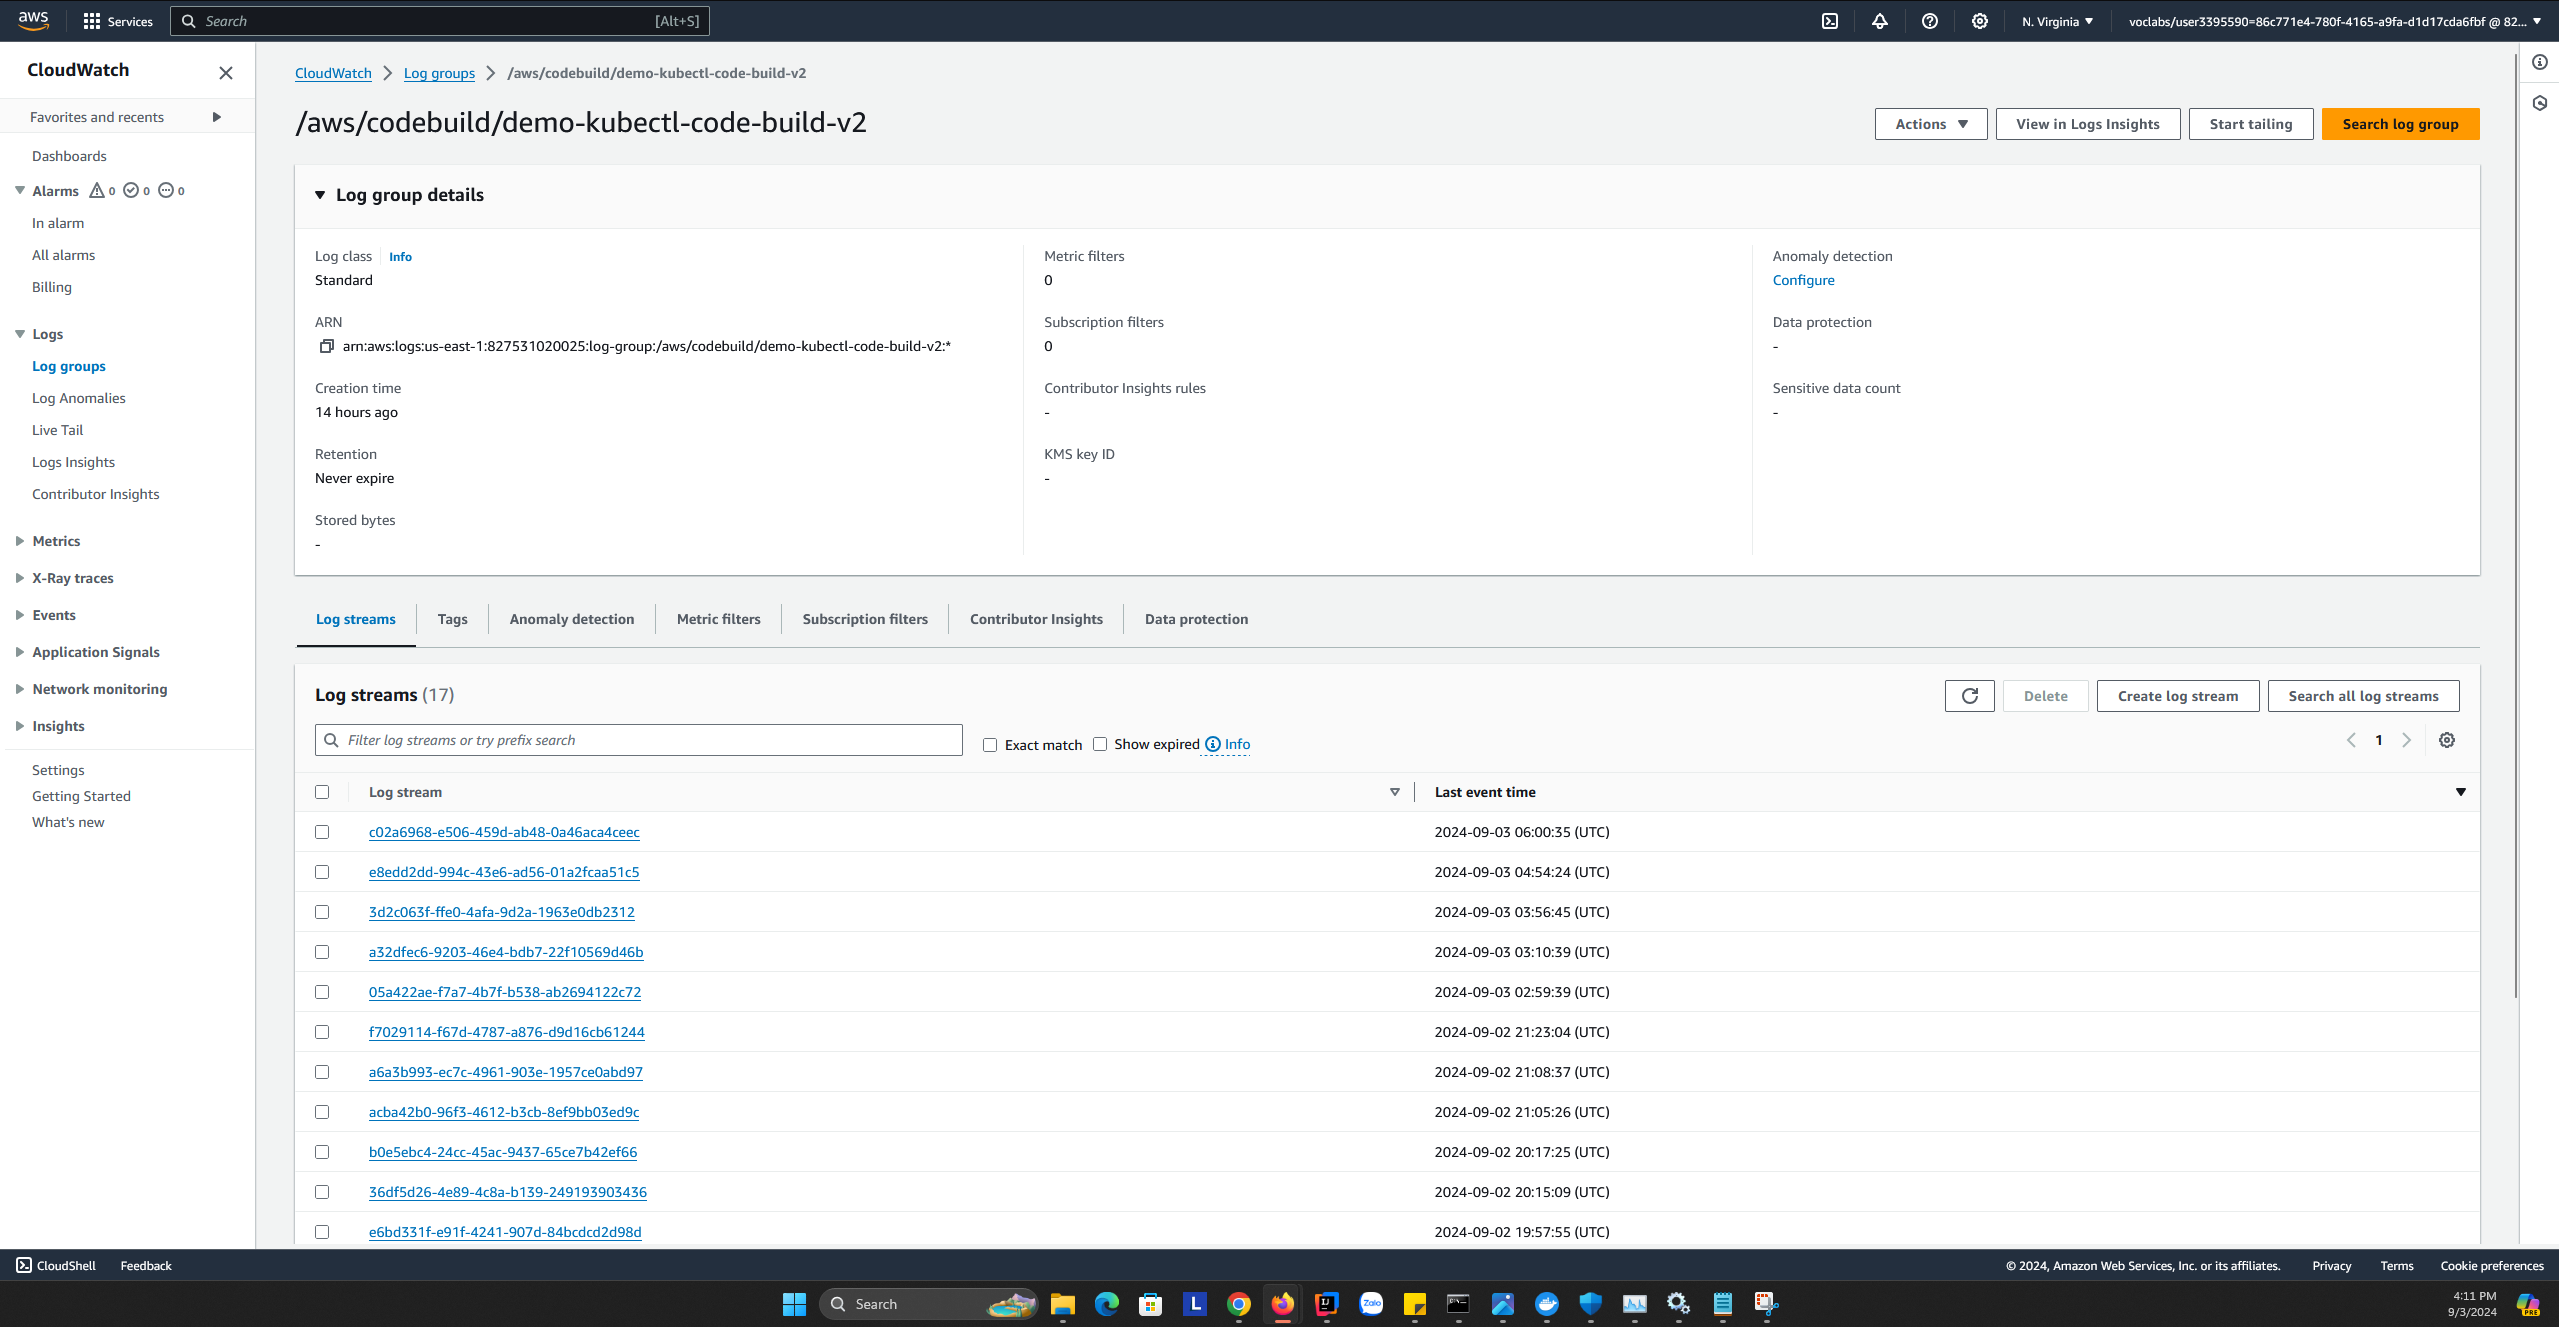 aws
Services
Search
[Alt+S]
N. Virginia
voclabs/user3395590=86c771e4-780f-4165-a9fa-d1d17cda6fbf @ 82...
CloudWatch
Favorites and recents
Dashboards
Alarms 0 0 0
In alarm
All alarms
Billing
Logs
Log groups
Log Anomalies
Live Tail
Logs Insights
Contributor Insights
Metrics
X-Ray traces
Events
Application Signals
Network monitoring
Insights
Settings
Getting Started
What's new
CloudWatch
Log groups
/aws/codebuild/demo-kubectl-code-build-v2
/aws/codebuild/demo-kubectl-code-build-v2
Actions
View in Logs Insights
Start tailing
Search log group
Log group details
Log class Info
Standard
ARN
arn:aws:logs:us-east-1:827531020025:log-group:/aws/codebuild/demo-kubectl-code-build-v2:*
Creation time
14 hours ago
Retention
Never expire
Stored bytes
-
Metric filters
0
Subscription filters
0
Contributor Insights rules
-
KMS key ID
-
Anomaly detection
Configure
Data protection
-
Sensitive data count
-
Log streams
Tags
Anomaly detection
Metric filters
Subscription filters
Contributor Insights
Data protection
Log streams (17)
Delete
Create log stream
Search all log streams
Filter log streams or try prefix search
Exact match
Show expired
Info
1
Log stream
Last event time
c02a6968-e506-459d-ab48-0a46aca4ceec 2024-09-03 06:00:35 (UTC)
e8edd2dd-994c-43e6-ad56-01a2fcaa51c5 2024-09-03 04:54:24 (UTC)
3d2c063f-ffe0-4afa-9d2a-1963e0db2312 2024-09-03 03:56:45 (UTC)
a32dfec6-9203-46e4-bdb7-22f10569d46b 2024-09-03 03:10:39 (UTC)
05a422ae-f7a7-4b7f-b538-ab2694122c72 2024-09-03 02:59:39 (UTC)
f7029114-f67d-4787-a876-d9d16cb61244 2024-09-02 21:23:04 (UTC)
a6a3b993-ec7c-4961-903e-1957ce0abd97 2024-09-02 21:08:37 (UTC)
acba42b0-96f3-4612-b3cb-8ef9bb03ed9c 2024-09-02 21:05:26 (UTC)
b0e5ebc4-24cc-45ac-9437-65ce7b42ef66 2024-09-02 20:17:25 (UTC)
36df5d26-4e89-4c8a-b139-249193903436 2024-09-02 20:15:09 (UTC)
e6bd331f-e91f-4241-907d-84bcdcd2d98d 2024-09-02 19:57:55 (UTC)
CloudShell
Feedback
© 2024, Amazon Web Services, Inc. or its affiliates.
Privacy
Terms
Cookie preferences
Search
L
Zalo
4:11 PM
9/3/2024
PRE